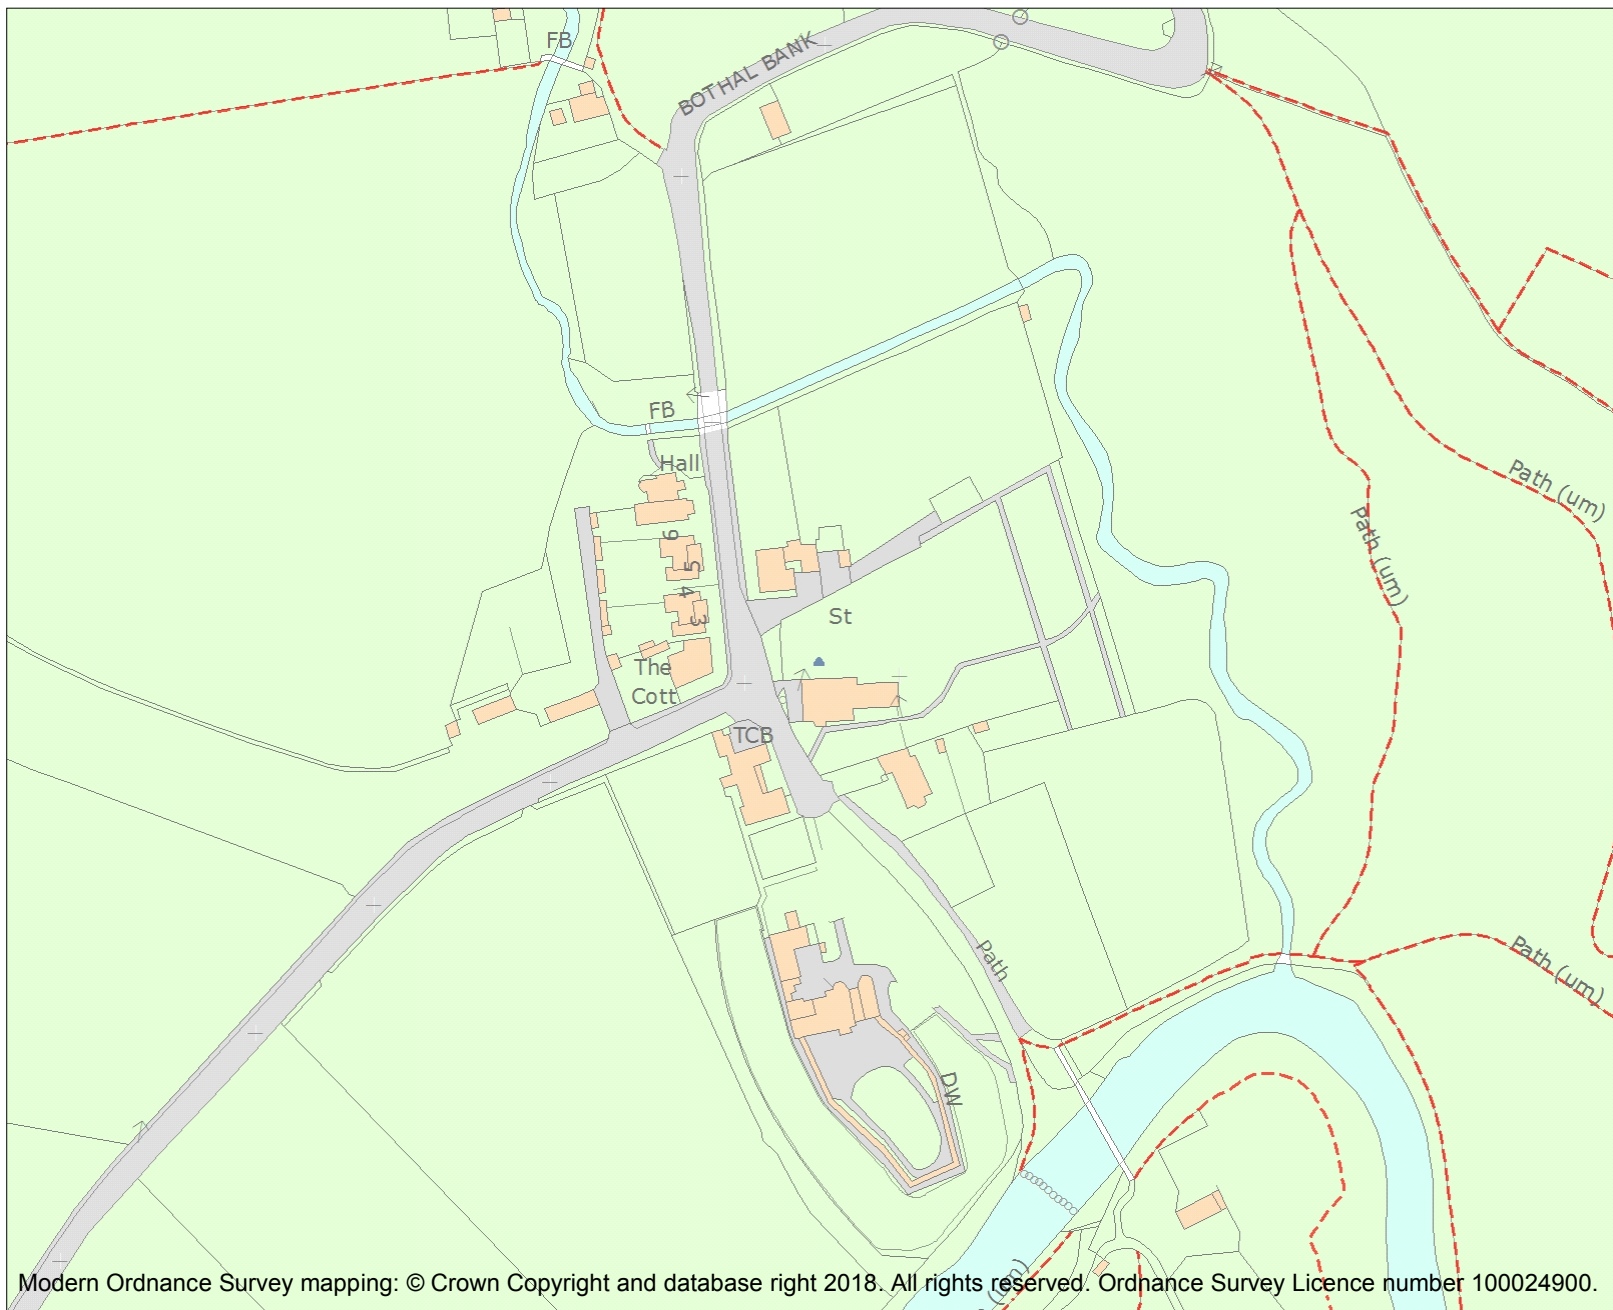 FB
BOTHAL BANK
FB
Hall
6
5
4
3
St
The
Cott
TCB
Path (um)
Path (um)
Path
Path (um)
DW
(um)
Modern Ordnance Survey mapping: © Crown Copyright and database right 2018. All rights reserved. Ordnance Survey Licence number 100024900.